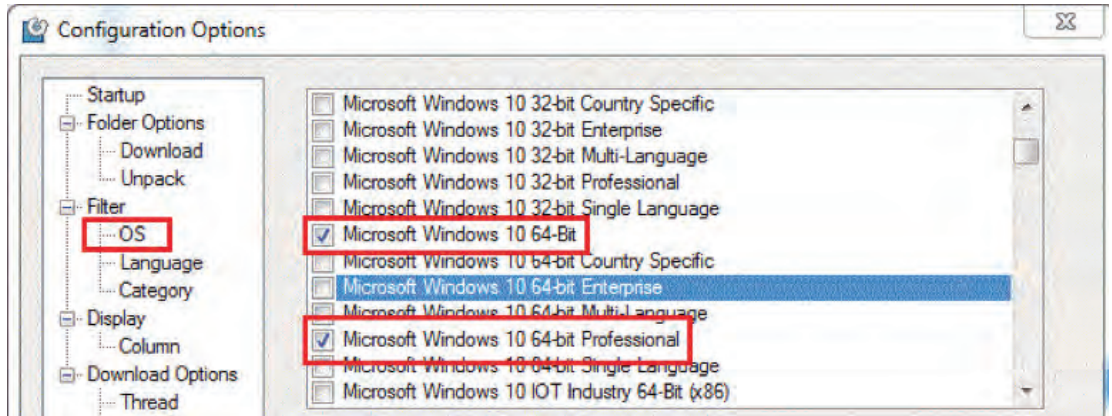 Configuration Options
Startup
Folder Options
Download
Unpack
Filter
OS
Language
Category
Display
Column
Download Options
Thread
Microsoft Windows 10 32-bit Country Specific
Microsoft Windows 10 32-bit Enterprise
Microsoft Windows 10 32-bit Multi-Language
Microsoft Windows 10 32-bit Professional
Microsoft Windows 10 32-bit Single Language
Microsoft Windows 10 64-Bit
Microsoft Windows 10 64-bit Country Specific
Microsoft Windows 10 64-bit Enterprise
Microsoft Windows 10 64-bit Multi-Language
Microsoft Windows 10 64-bit Professional
Microsoft Windows 10 64-bit Single Language
Microsoft Windows 10 IOT Industry 64-Bit (x86)